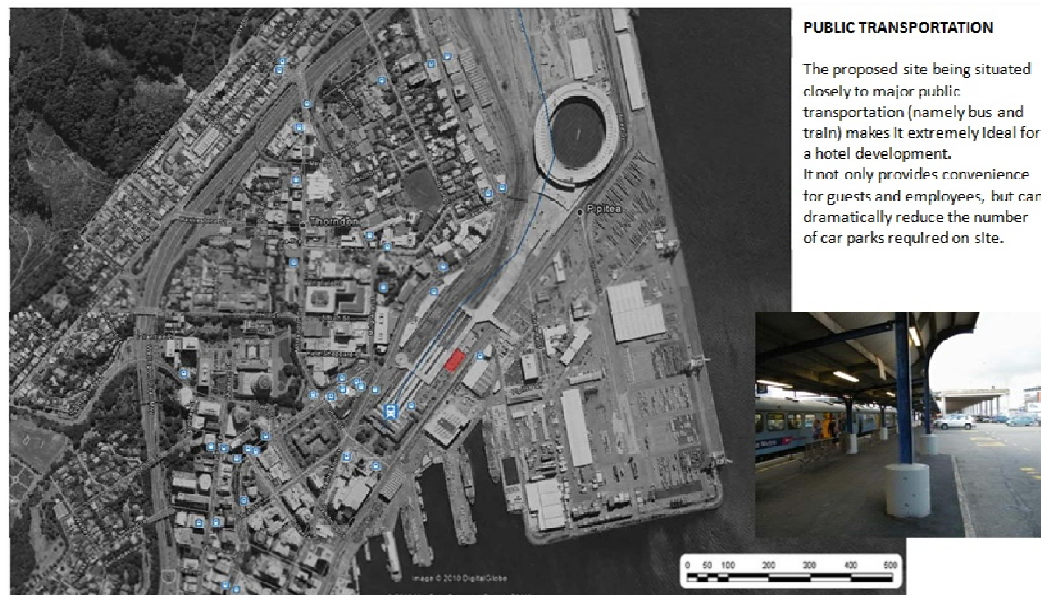 PUBLIC TRANSPORTATION
The proposed site being situated
closely to major public
transportation (namely bus and
train) makes it extremely ideal for
a hotel development.
It not only provides convenience
for guests and employees, but can
dramatically reduce the number
of car parks required on site.
Thorndon
Pipitea
Image © 2010 DigitalGlobe
0 50 100 200 300 400 500